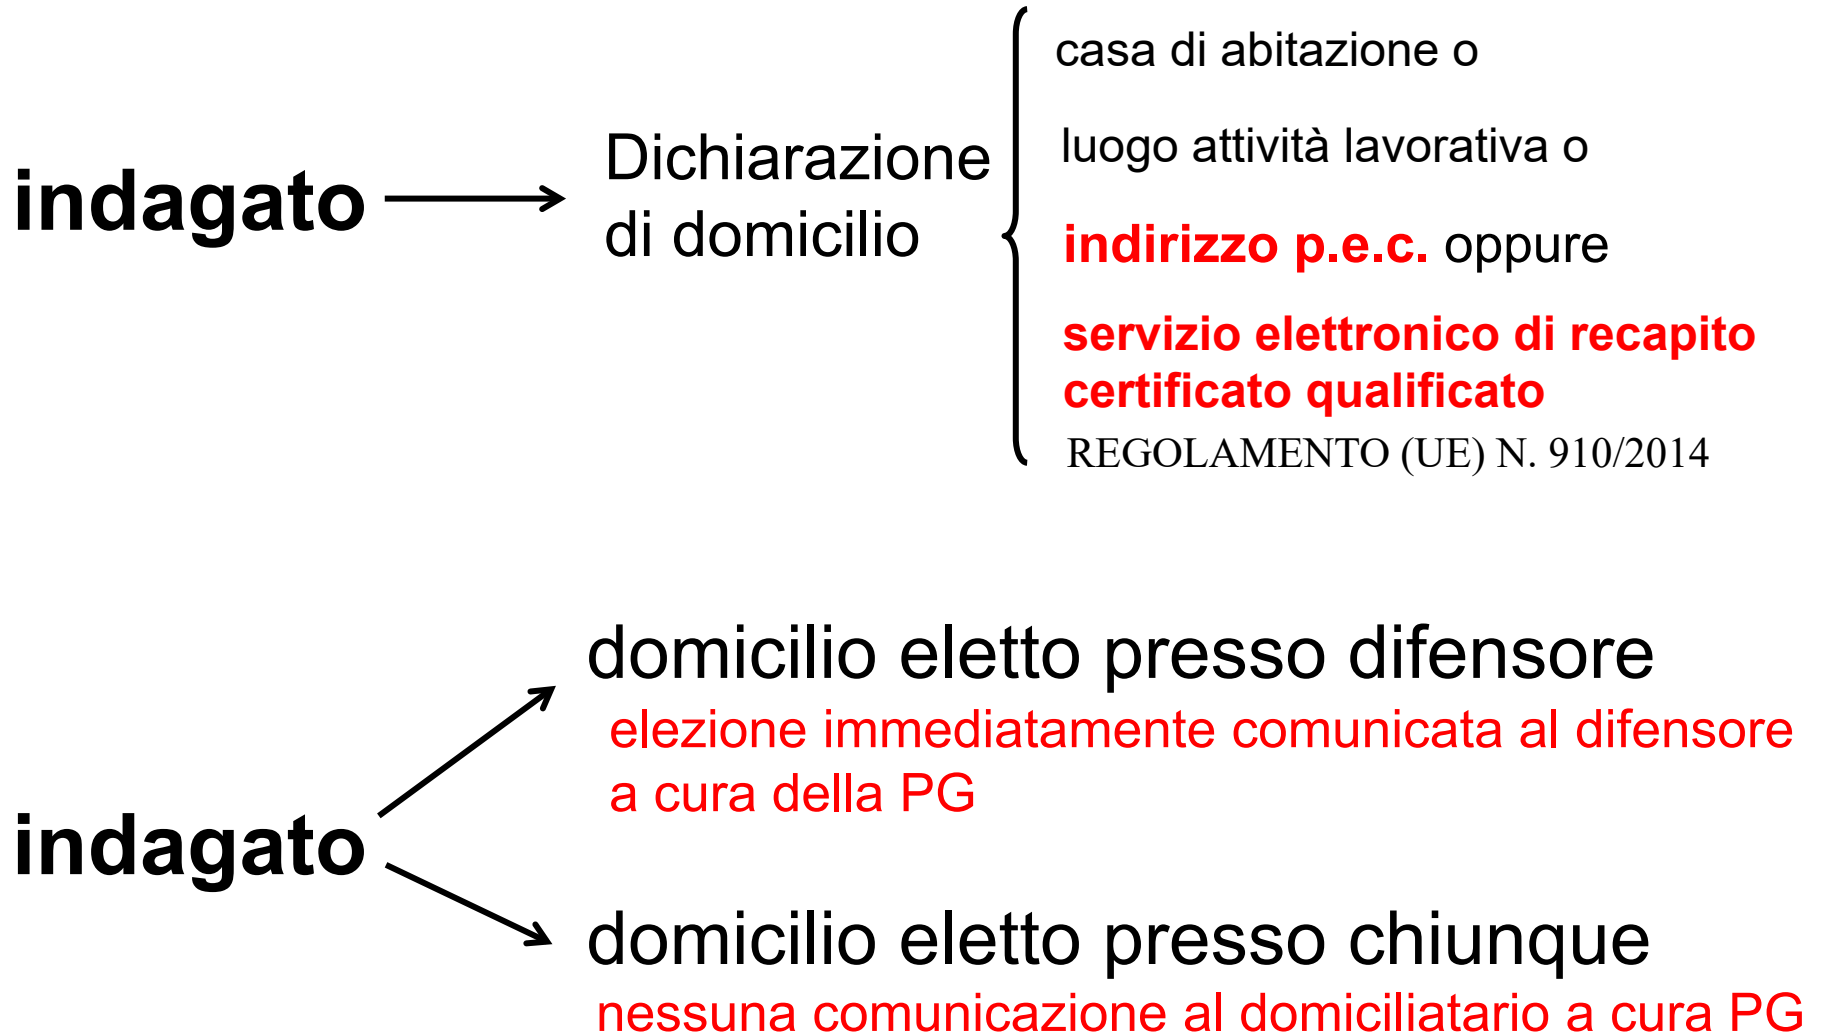 casa di abitazione o
luogo attività lavorativa o
indagato
Dichiarazione
di domicilio
indirizzo p.e.c. oppure
servizio elettronico di recapito
certificato qualificato
REGOLAMENTO (UE) N. 910/2014
domicilio eletto presso difensore
elezione immediatamente comunicata al difensore
a cura della PG
indagato
domicilio eletto presso chiunque
nessuna comunicazione al domiciliatario a cura PG